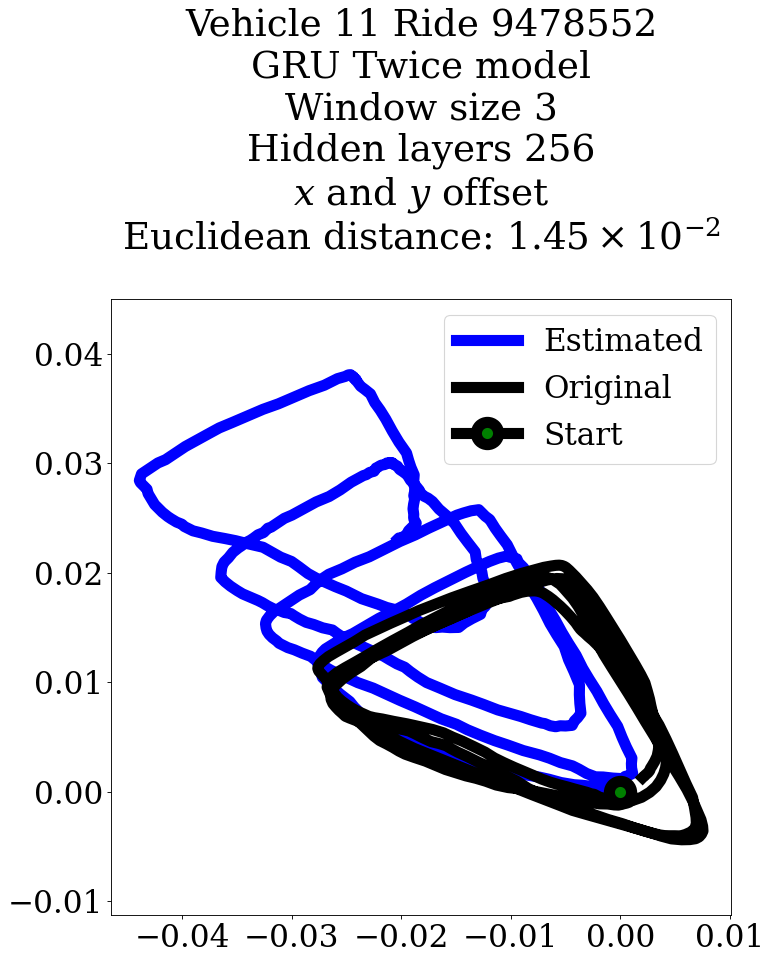 Vehicle 11 Ride 9478552
GRU Twice model
Window size 3
Hidden layers 256
x and y offset
Euclidean distance: 1.45 × 10⁻²
Estimated
Original
Start
0.04
0.03
0.02
0.01
0.00
−0.01
−0.04 −0.03 −0.02 −0.01 0.00 0.01